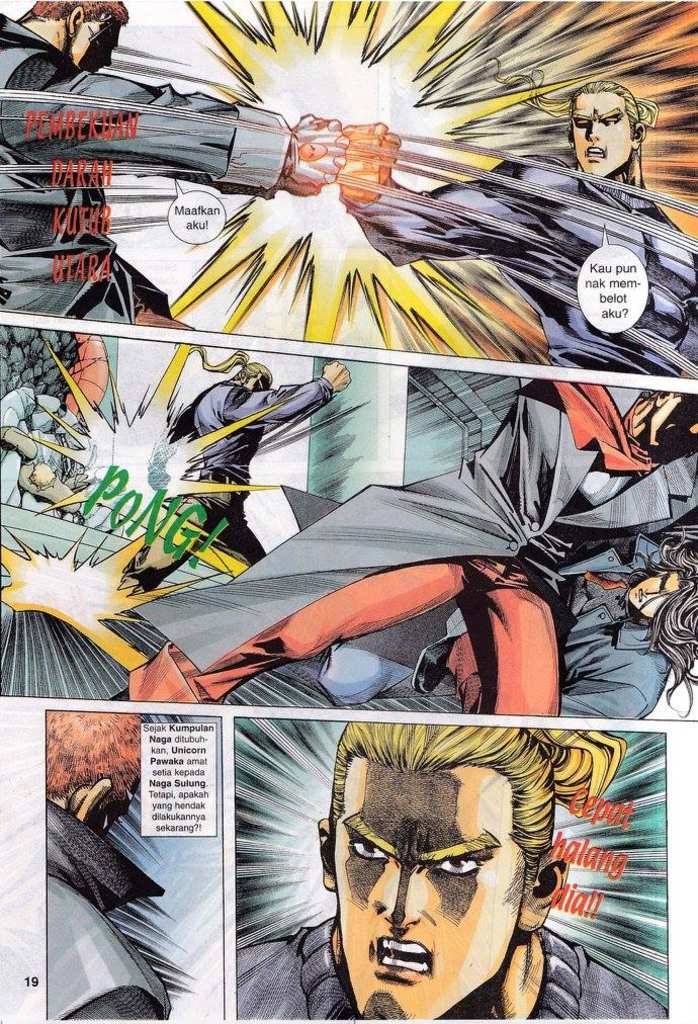 PEMBEKUAN
DARAH
KUTUB
UTARA
Maafkan
aku!
Kau pun
nak mem-
belot
aku?
PONG!
Sejak Kumpulan
Naga ditubuh-
kan, Unicorn
Pawaka amat
setia kepada
Naga Sulung.
Tetapi, apakah
yang hendak
dilakukannya
sekarang?!
Cepat
halang
dia!!
19